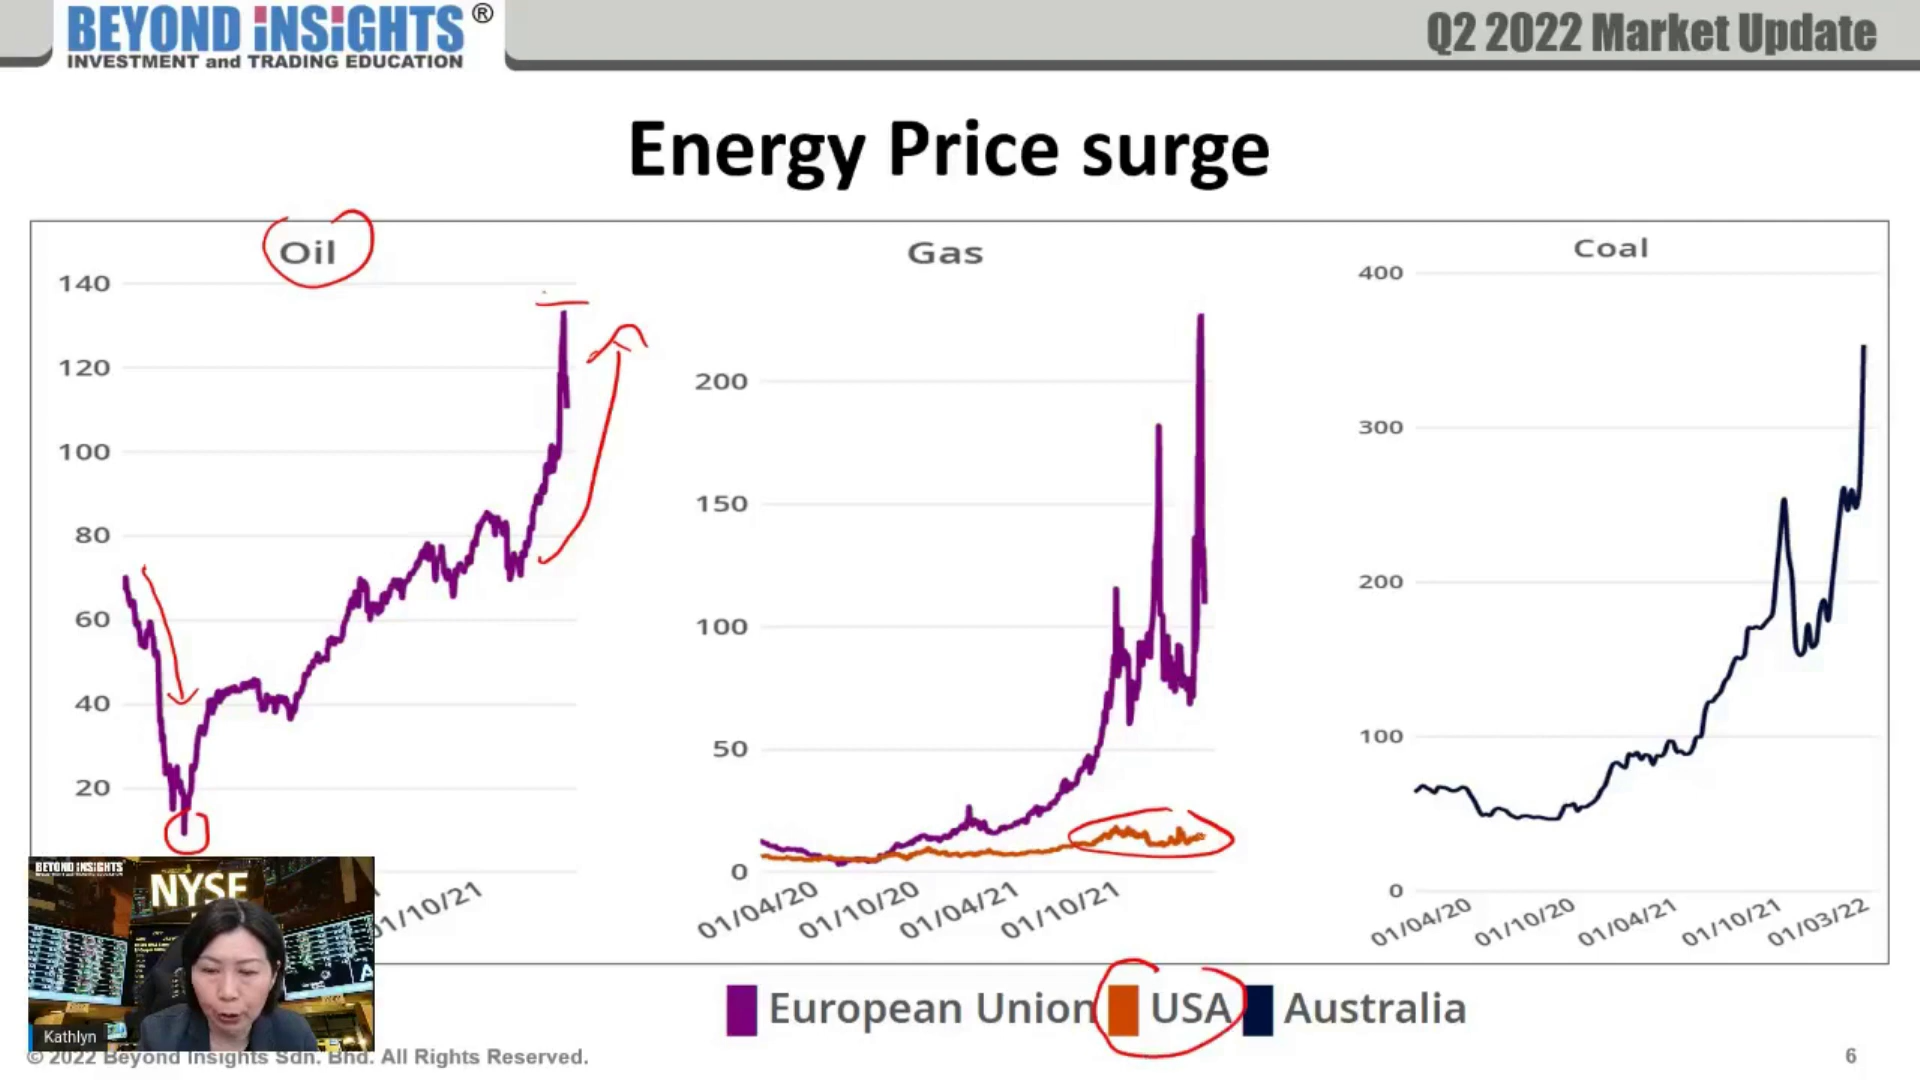 BEYOND iNSiGHTS®
INVESTMENT and TRADING EDUCATION
Q2 2022 Market Update
Energy Price surge
Oil
140
120
100
80
60
40
20
01/10/21
Gas
200
150
100
50
0
01/04/20
01/10/20
01/04/21
01/10/21
Coal
400
300
200
100
0
01/04/20
01/10/20
01/04/21
01/10/21
01/03/22
European Union
USA
Australia
BEYOND iNSiGHTS
NYSE
Kathlyn
© 2022 Beyond Insights Sdn. Bhd. All Rights Reserved.
6